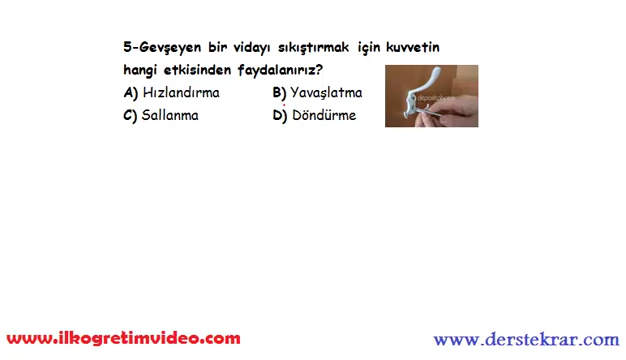 5-Gevşeyen bir vidayı sıkıştırmak için kuvvetin
hangi etkisinden faydalanırız?
A) Hızlandırma B) Yavaşlatma
C) Sallanma D) Döndürme
depositphotos
www.ilkogretimvideo.com www.derstekrar.com